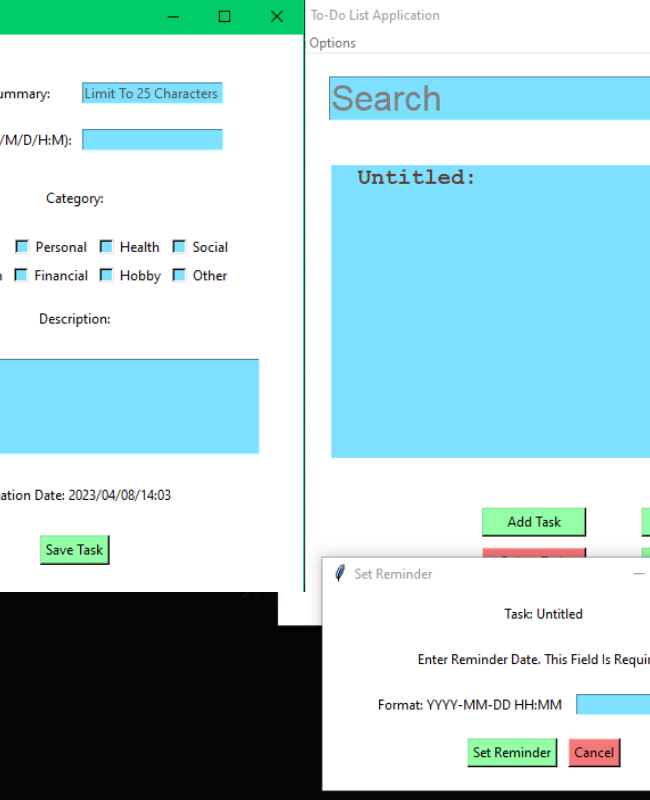 To-Do List Application
Options
Search
Untitled:
Add Task
ummary:
Limit To 25 Characters
/M/D/H:M):
Category:
Personal
Health
Social
Financial
Hobby
Other
Description:
ation Date: 2023/04/08/14:03
Save Task
Set Reminder
Task: Untitled
Enter Reminder Date. This Field Is Requir
Format: YYYY-MM-DD HH:MM
Set Reminder
Cancel